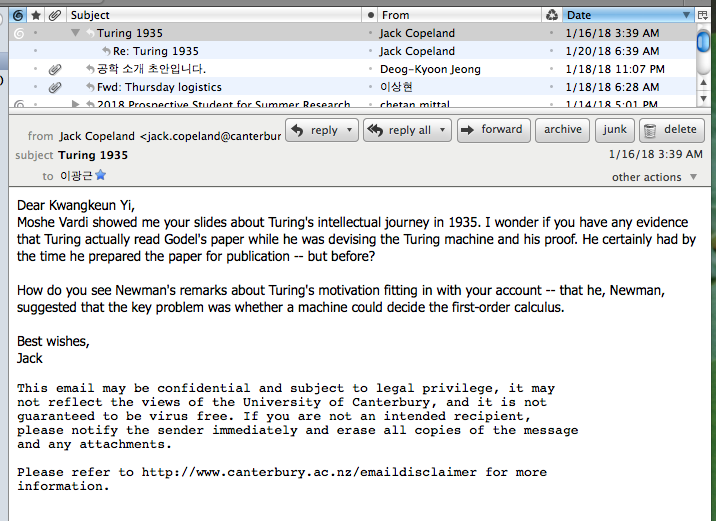 Subject From Date
Turing 1935 Jack Copeland 1/16/18 3:39 AM
Re: Turing 1935 Jack Copeland 1/20/18 6:39 AM
공학 소개 초안입니다. Deog-Kyoon Jeong 1/18/18 11:07 PM
Fwd: Thursday logistics 이상현 1/18/18 6:28 AM
2018 Prospective Student for Summer Research chetan mittal 1/14/18 5:01 PM
from Jack Copeland <jack.copeland@canterbur reply reply all forward archive junk delete
subject Turing 1935 1/16/18 3:39 AM
to 이광근 other actions
Dear Kwangkeun Yi,
Moshe Vardi showed me your slides about Turing's intellectual journey in 1935. I wonder if you have any evidence
that Turing actually read Godel's paper while he was devising the Turing machine and his proof. He certainly had by
the time he prepared the paper for publication -- but before?
How do you see Newman's remarks about Turing's motivation fitting in with your account -- that he, Newman,
suggested that the key problem was whether a machine could decide the first-order calculus.
Best wishes,
Jack
This email may be confidential and subject to legal privilege, it may
not reflect the views of the University of Canterbury, and it is not
guaranteed to be virus free. If you are not an intended recipient,
please notify the sender immediately and erase all copies of the message
and any attachments.
Please refer to http://www.canterbury.ac.nz/emaildisclaimer for more
information.